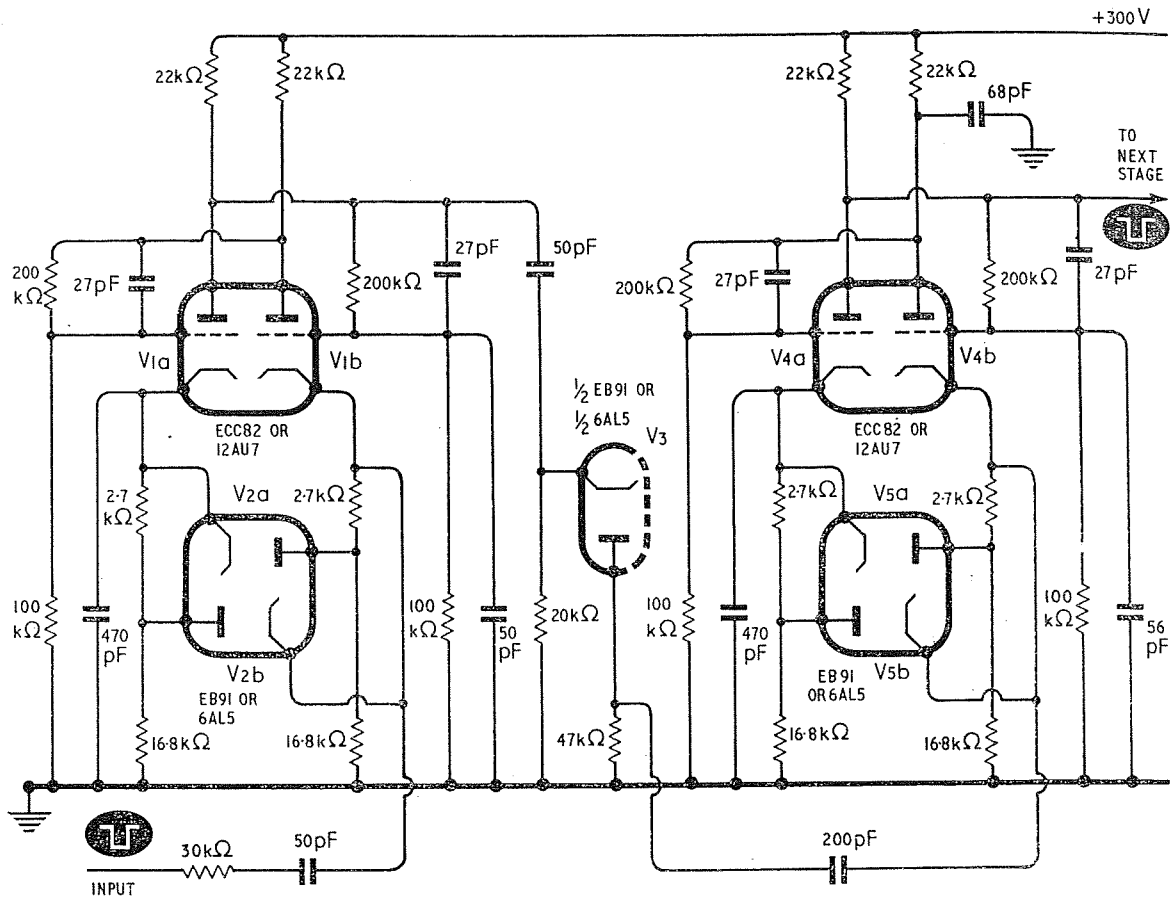 +300V
22kΩ
22kΩ
22kΩ
22kΩ
68pF
TO
NEXT
STAGE
200
kΩ
27pF
200kΩ
27pF
50pF
200kΩ
27pF
200kΩ
27pF
V1a
V1b
V4a
V4b
ECC82 OR
12AU7
½ EB91 OR
½ 6AL5
V3
ECC82 OR
12AU7
2·7
kΩ
V2a
2·7kΩ
2·7kΩ
V5a
2·7kΩ
100
kΩ
470
pF
V2b
EB91 OR
6AL5
100
kΩ
50
pF
20kΩ
100
kΩ
470
pF
V5b
EB91
OR6AL5
100
kΩ
56
pF
16·8kΩ
16·8kΩ
47kΩ
16·8kΩ
16·8kΩ
30kΩ
50pF
200pF
INPUT